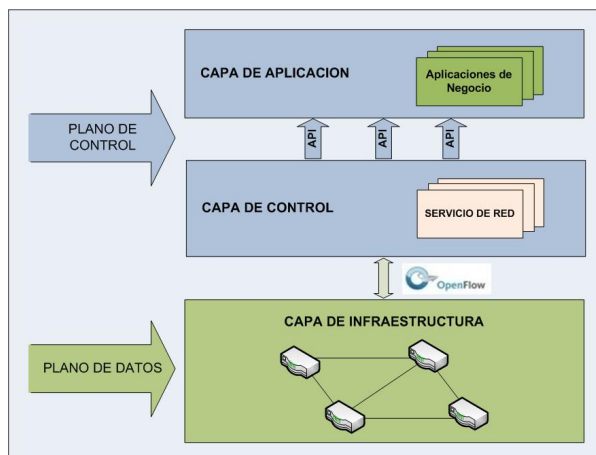 CAPA DE APLICACION
Aplicaciones de
Negocio
PLANO DE
CONTROL
API
API
API
CAPA DE CONTROL
SERVICIO DE RED
OpenFlow
CAPA DE INFRAESTRUCTURA
PLANO DE DATOS